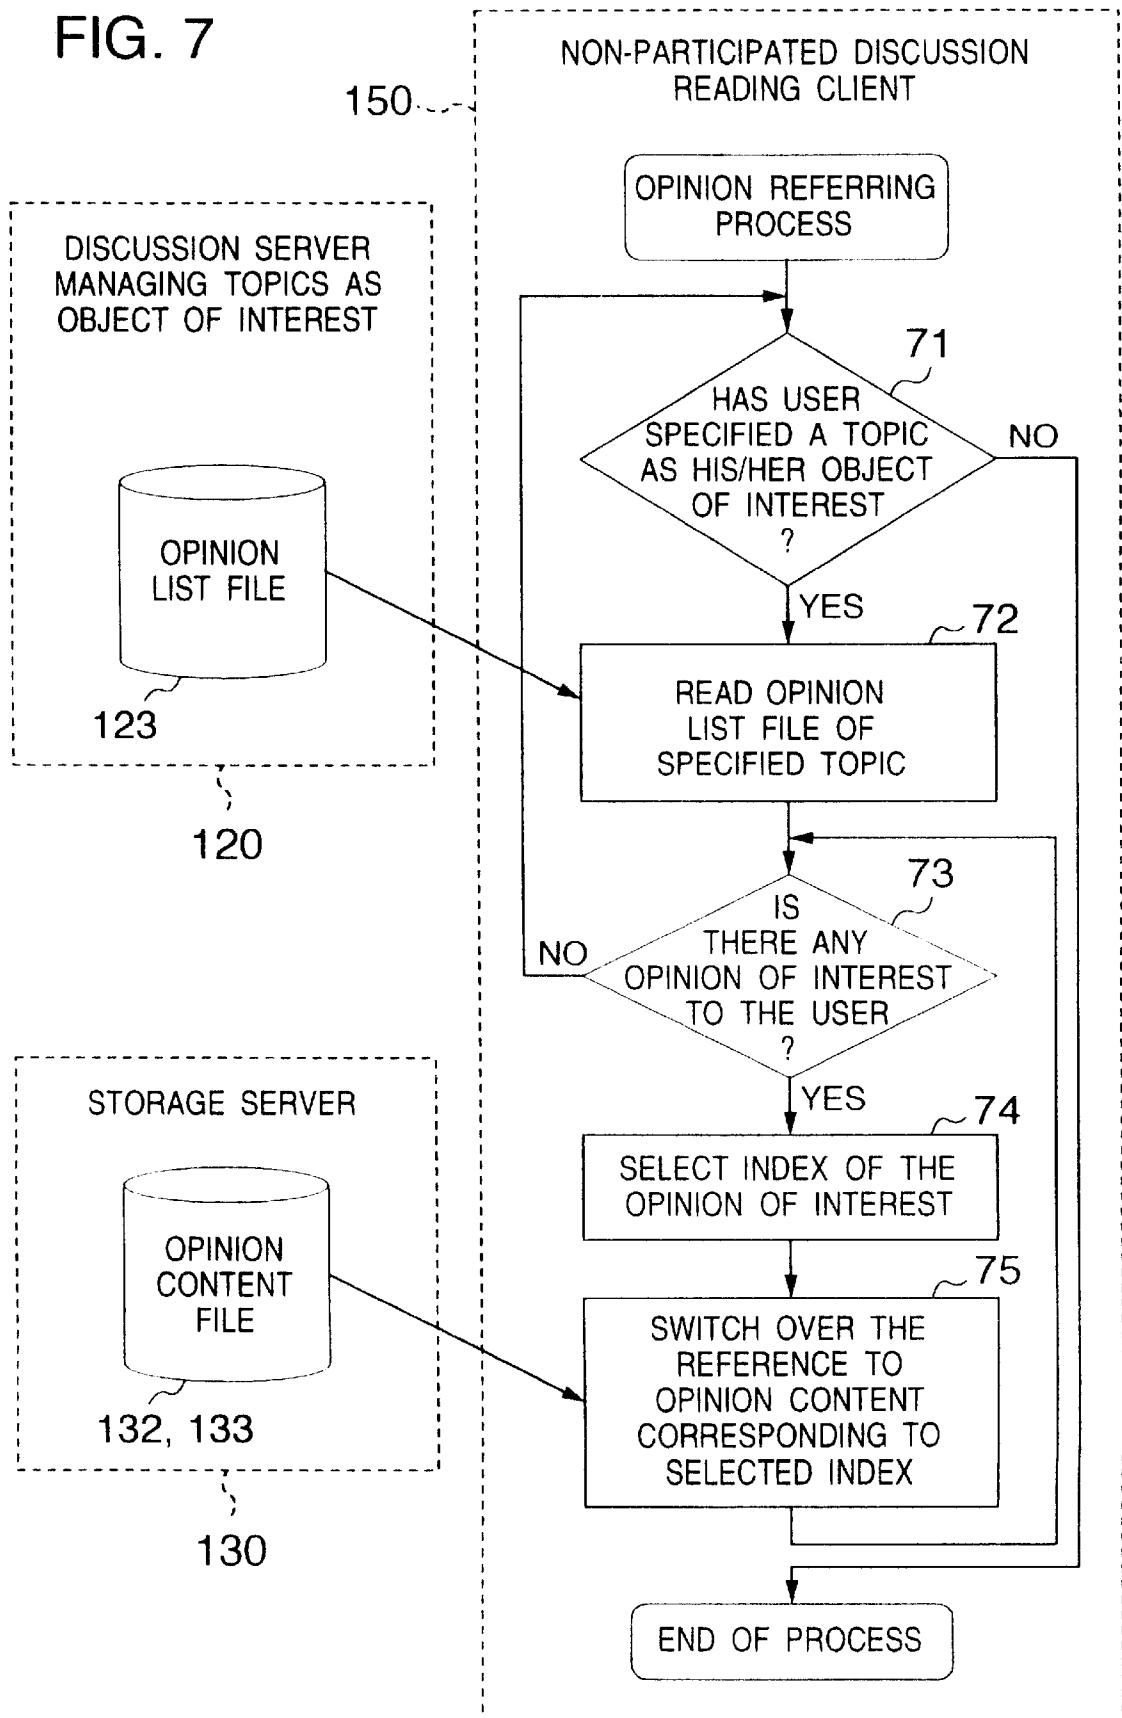 FIG. 7
NON-PARTICIPATED DISCUSSION
READING CLIENT
150
OPINION REFERRING
PROCESS
DISCUSSION SERVER
MANAGING TOPICS AS
OBJECT OF INTEREST
71
HAS USER
SPECIFIED A TOPIC
AS HIS/HER OBJECT
OF INTEREST
?
NO
OPINION
LIST FILE
YES
72
123
READ OPINION
LIST FILE OF
SPECIFIED TOPIC
120
73
IS
THERE ANY
OPINION OF INTEREST
TO THE USER
?
NO
YES
STORAGE SERVER
74
SELECT INDEX OF THE
OPINION OF INTEREST
OPINION
CONTENT
FILE
75
SWITCH OVER THE
REFERENCE TO
OPINION CONTENT
CORRESPONDING TO
SELECTED INDEX
132, 133
130
END OF PROCESS